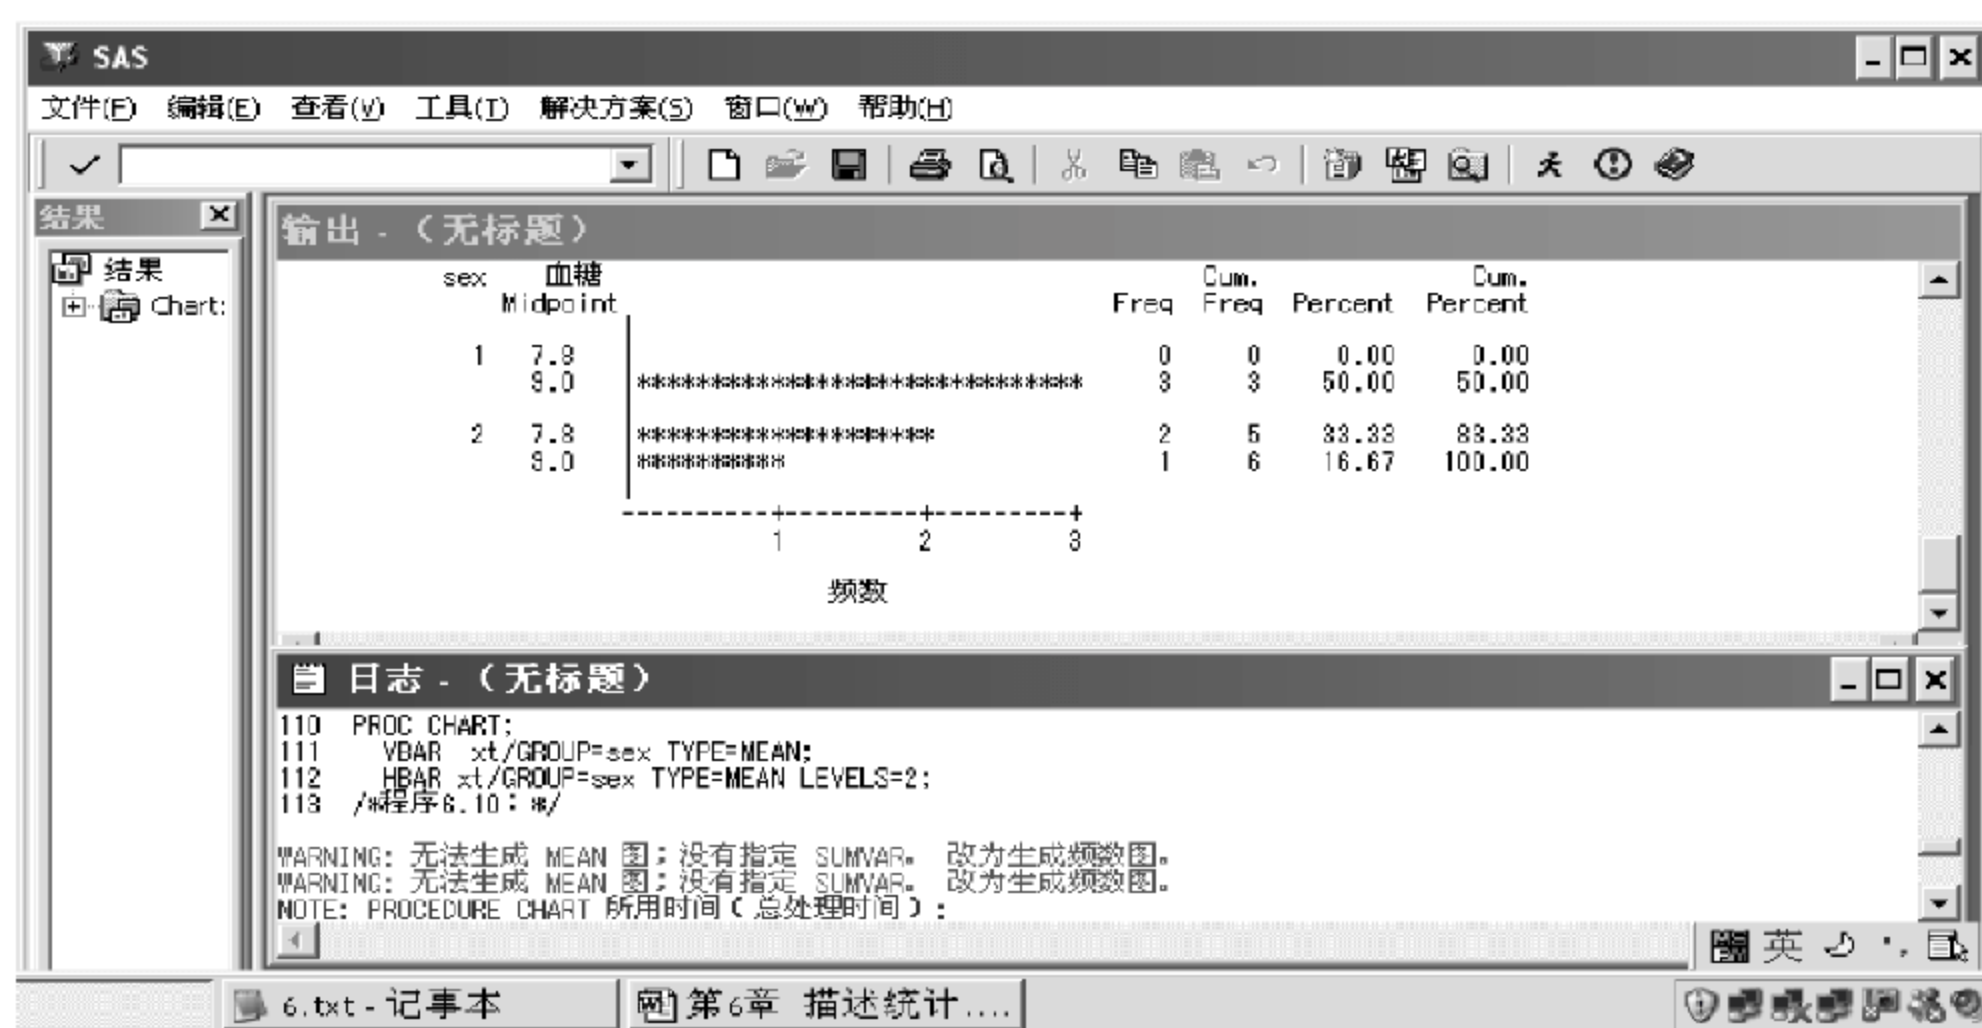 SAS
文件(F) 编辑(E) 查看(V) 工具(T) 解决方案(S) 窗口(W) 帮助(H)
结果
结果
Chart:
输出 - （无标题）
sex 血糖 Cum. Cum.
Midpoint Freq Freq Percent Percent
1 7.8 0 0 0.00 0.00
9.0 ****************************** 3 3 50.00 50.00
2 7.8 ******************** 2 5 33.33 83.33
9.0 ********** 1 6 16.67 100.00
----------+---------+---------+
1 2 3
频数
日志 - （无标题）
110 PROC CHART;
111 VBAR xt/GROUP=sex TYPE=MEAN;
112 HBAR xt/GROUP=sex TYPE=MEAN LEVELS=2;
113 /*程序6.10：*/
WARNING: 无法生成 MEAN 图；没有指定 SUMVAR。 改为生成频数图。
WARNING: 无法生成 MEAN 图；没有指定 SUMVAR。 改为生成频数图。
NOTE: PROCEDURE CHART 所用时间（总处理时间）:
英
6.txt - 记事本 第6章 描述统计....